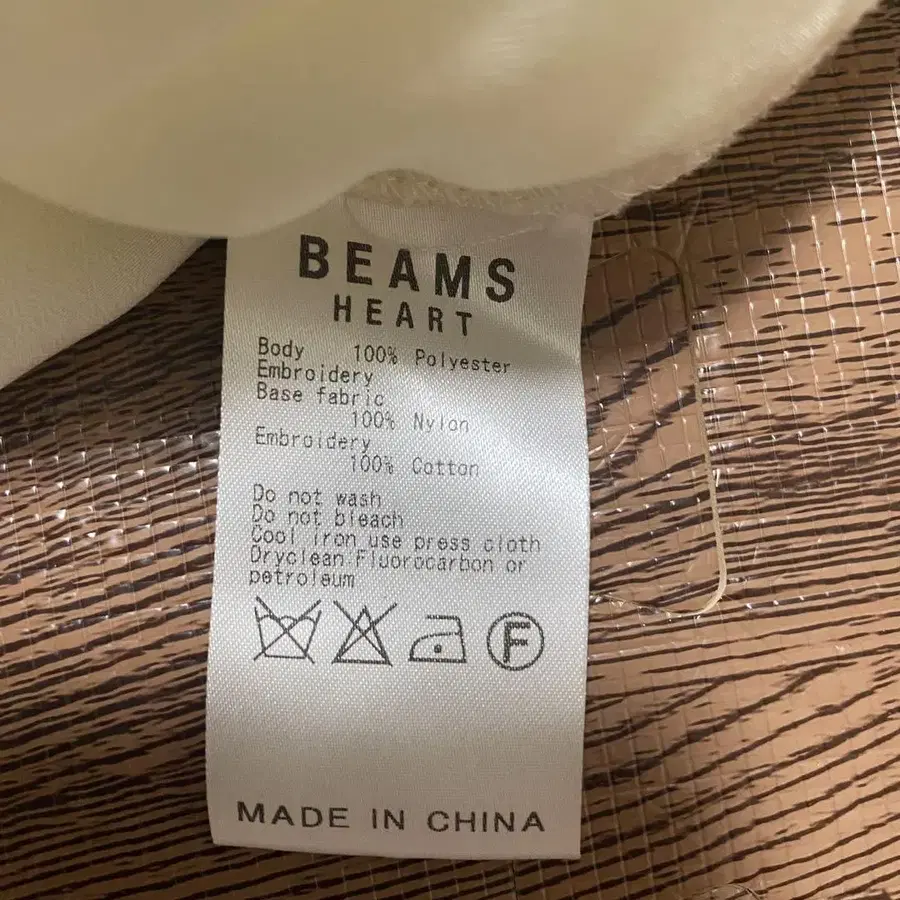 BEAMS
HEART
Body 100% Polyester
Embroidery
Base fabric
100% Nylon
Embroidery
100% Cotton
Do not wash
Do not bleach
Cool iron use press cloth
Dryclean Fluorocarbon or
petroleum
F
MADE IN CHINA